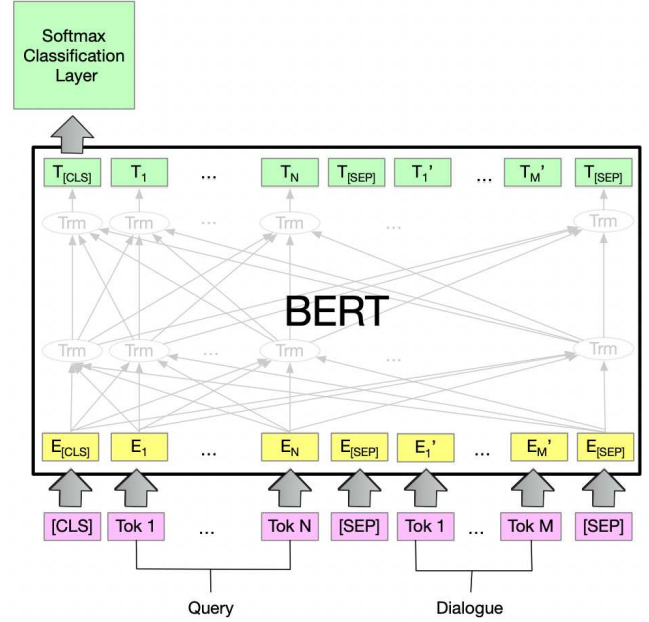 Softmax
Classification
Layer
T[CLS] T1 ... TN T[SEP] T1’ ... TM’ T[SEP]
Trm Trm ... Trm ... Trm
BERT
Trm Trm ... Trm ... Trm
E[CLS] E1 ... EN E[SEP] E1’ ... EM’ E[SEP]
[CLS] Tok 1 ... Tok N [SEP] Tok 1 ... Tok M [SEP]
Query Dialogue